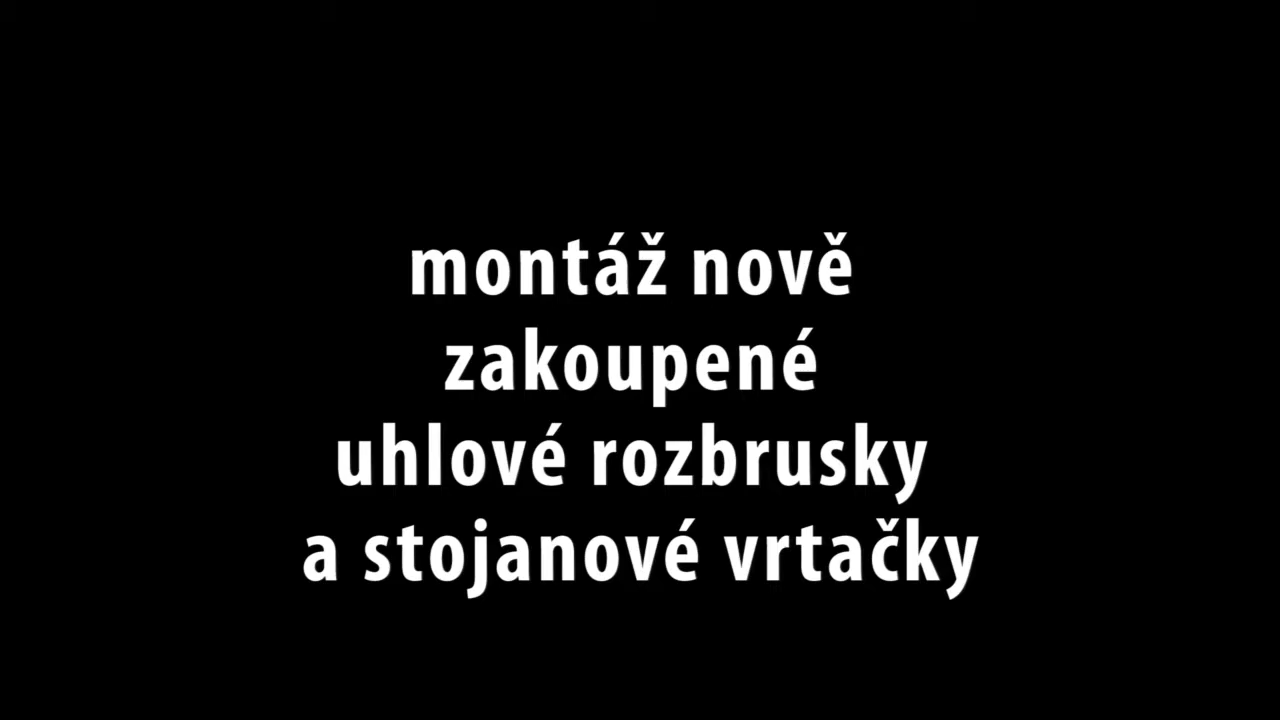 montáž nově
zakoupené
uhlové rozbrusky
a stojanové vrtačky